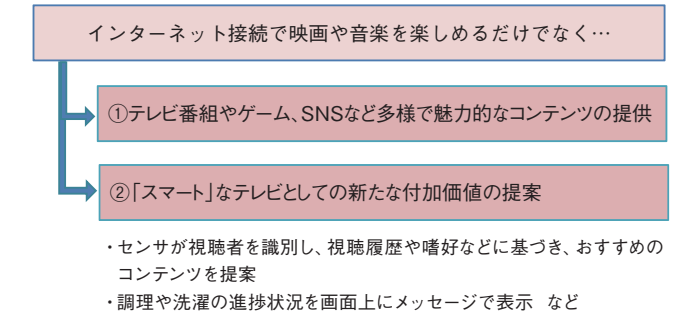 インターネット接続で映画や音楽を楽しめるだけでなく…
①テレビ番組やゲーム、SNSなど多様で魅力的なコンテンツの提供
②「スマート」なテレビとしての新たな付加価値の提案
・センサが視聴者を識別し、視聴履歴や嗜好などに基づき、おすすめの
コンテンツを提案
・調理や洗濯の進捗状況を画面上にメッセージで表示 など